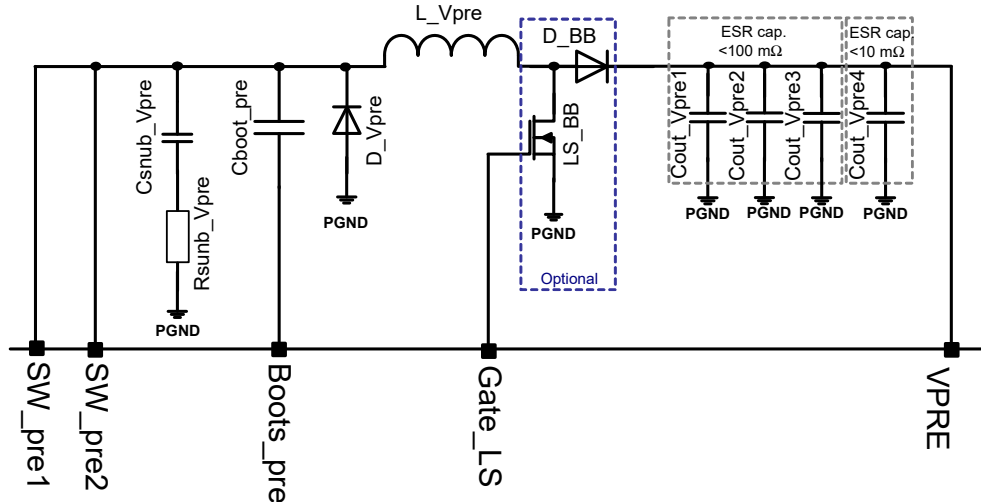 L_Vpre
D_BB
ESR cap.
<100 mΩ
ESR cap.
<10 mΩ
Csnub_Vpre
Rsunb_Vpre
Cboot_pre
D_Vpre
LS_BB
Cout_Vpre1
Cout_Vpre2
Cout_Vpre3
Cout_Vpre4
PGND
PGND
PGND
PGND
PGND
PGND
PGND
Optional
SW_pre1
SW_pre2
Boots_pre
Gate_LS
VPRE